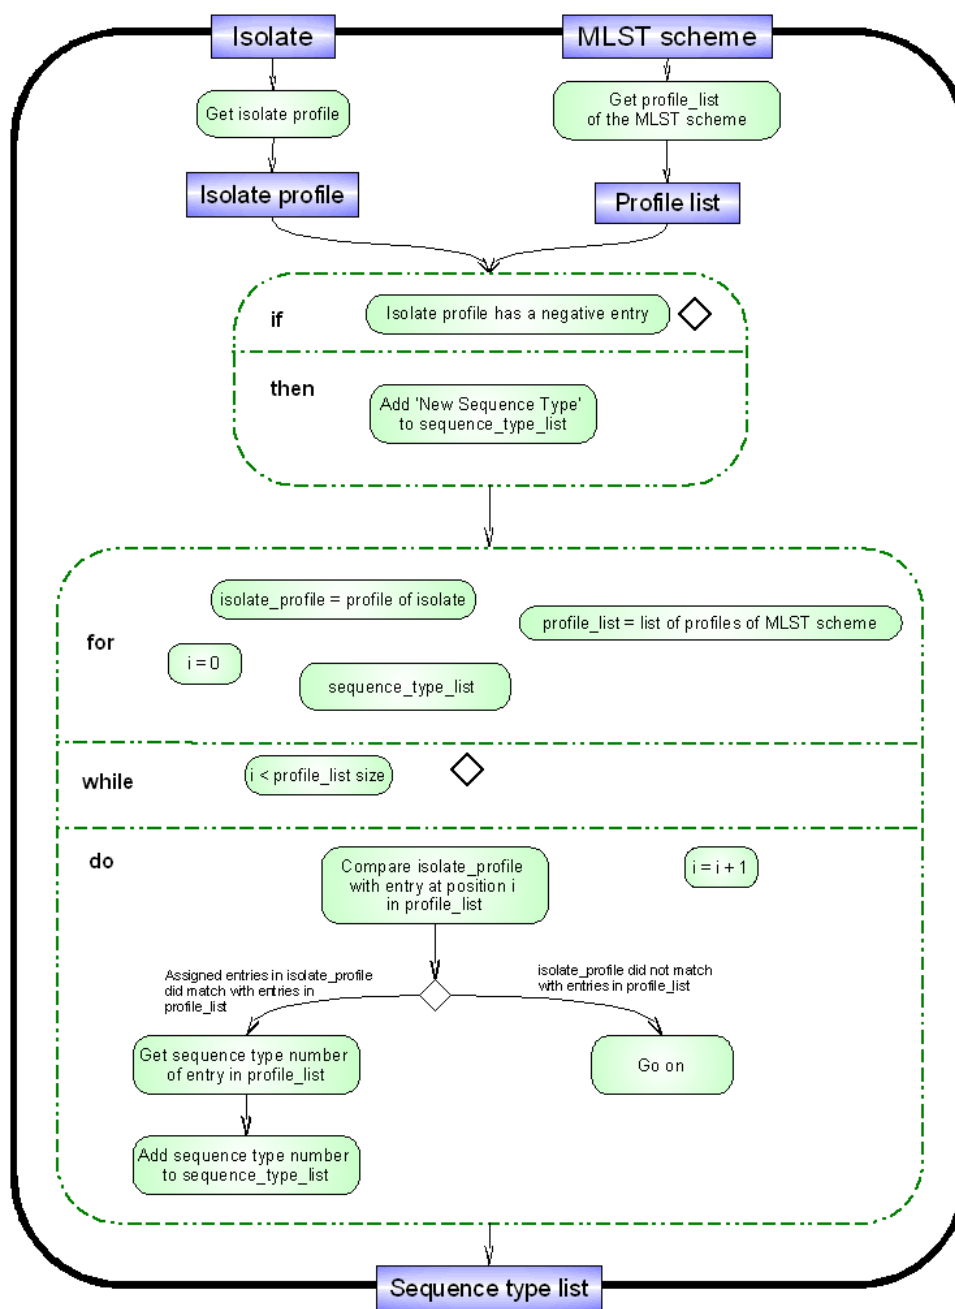 Isolate
MLST scheme
Get isolate profile
Get profile_list
of the MLST scheme
Isolate profile
Profile list
if
Isolate profile has a negative entry
then
Add 'New Sequence Type'
to sequence_type_list
isolate_profile = profile of isolate
profile_list = list of profiles of MLST scheme
for
i = 0
sequence_type_list
while
i < profile_list size
do
Compare isolate_profile
with entry at position i
in profile_list
i = i + 1
Assigned entries in isolate_profile
did match with entries in
profile_list
isolate_profile did not match
with entries in profile_list
Get sequence type number
of entry in profile_list
Go on
Add sequence type number
to sequence_type_list
Sequence type list